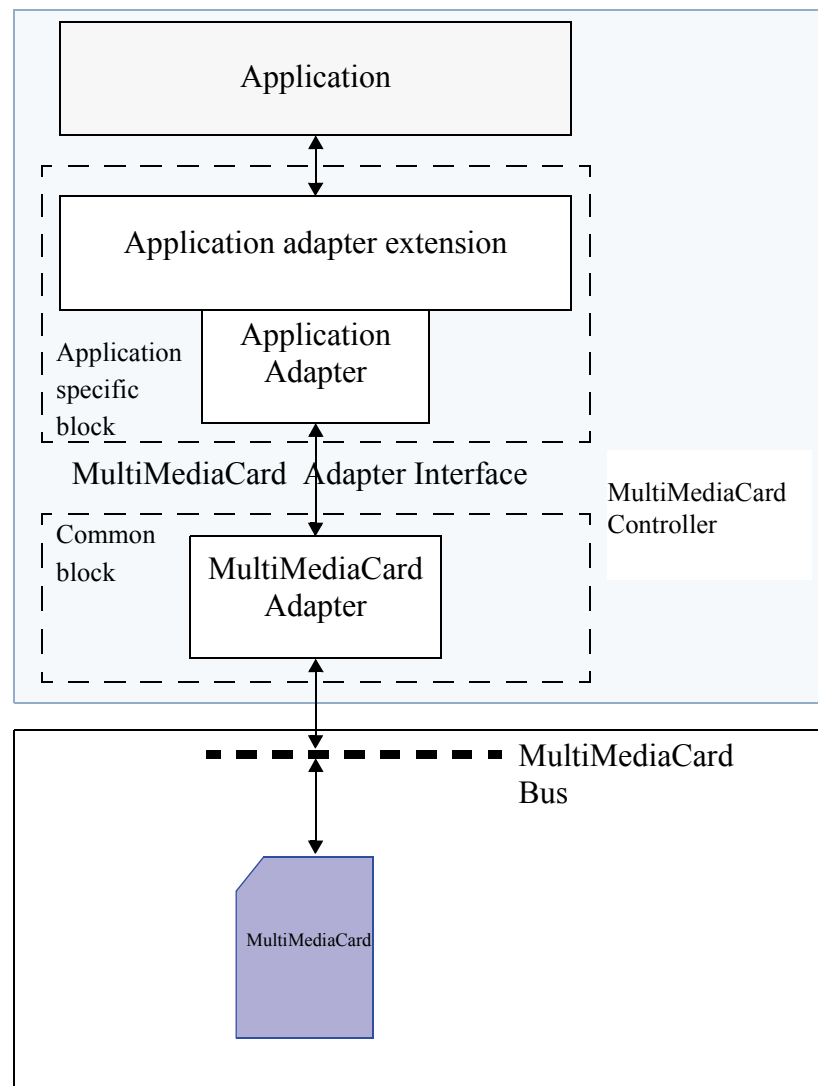 Application
Application adapter extension
Application
Adapter
Application
specific
block
MultiMediaCard Adapter Interface
MultiMediaCard
Controller
Common
block
MultiMediaCard
Adapter
MultiMediaCard
Bus
MultiMediaCard